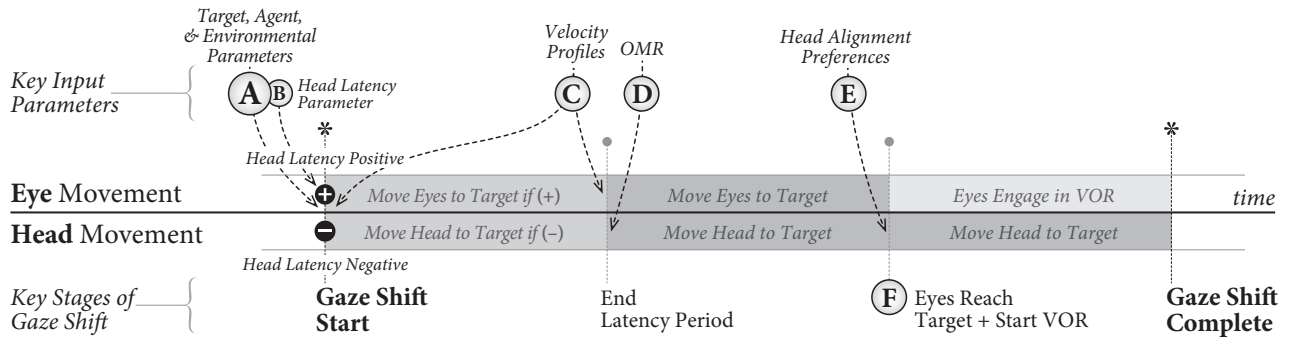 Target, Agent,
& Environmental
Parameters
Velocity
Profiles
OMR
Head Alignment
Preferences
Key Input
Parameters
A
B
Head Latency
Parameter
C
D
E
*
*
Head Latency Positive
Eye Movement
+
Move Eyes to Target if (+)
Move Eyes to Target
Eyes Engage in VOR
time
Head Movement
−
Move Head to Target if (–)
Move Head to Target
Move Head to Target
Head Latency Negative
Key Stages of
Gaze Shift
Gaze Shift
Start
End
Latency Period
F
Eyes Reach
Target + Start VOR
Gaze Shift
Complete